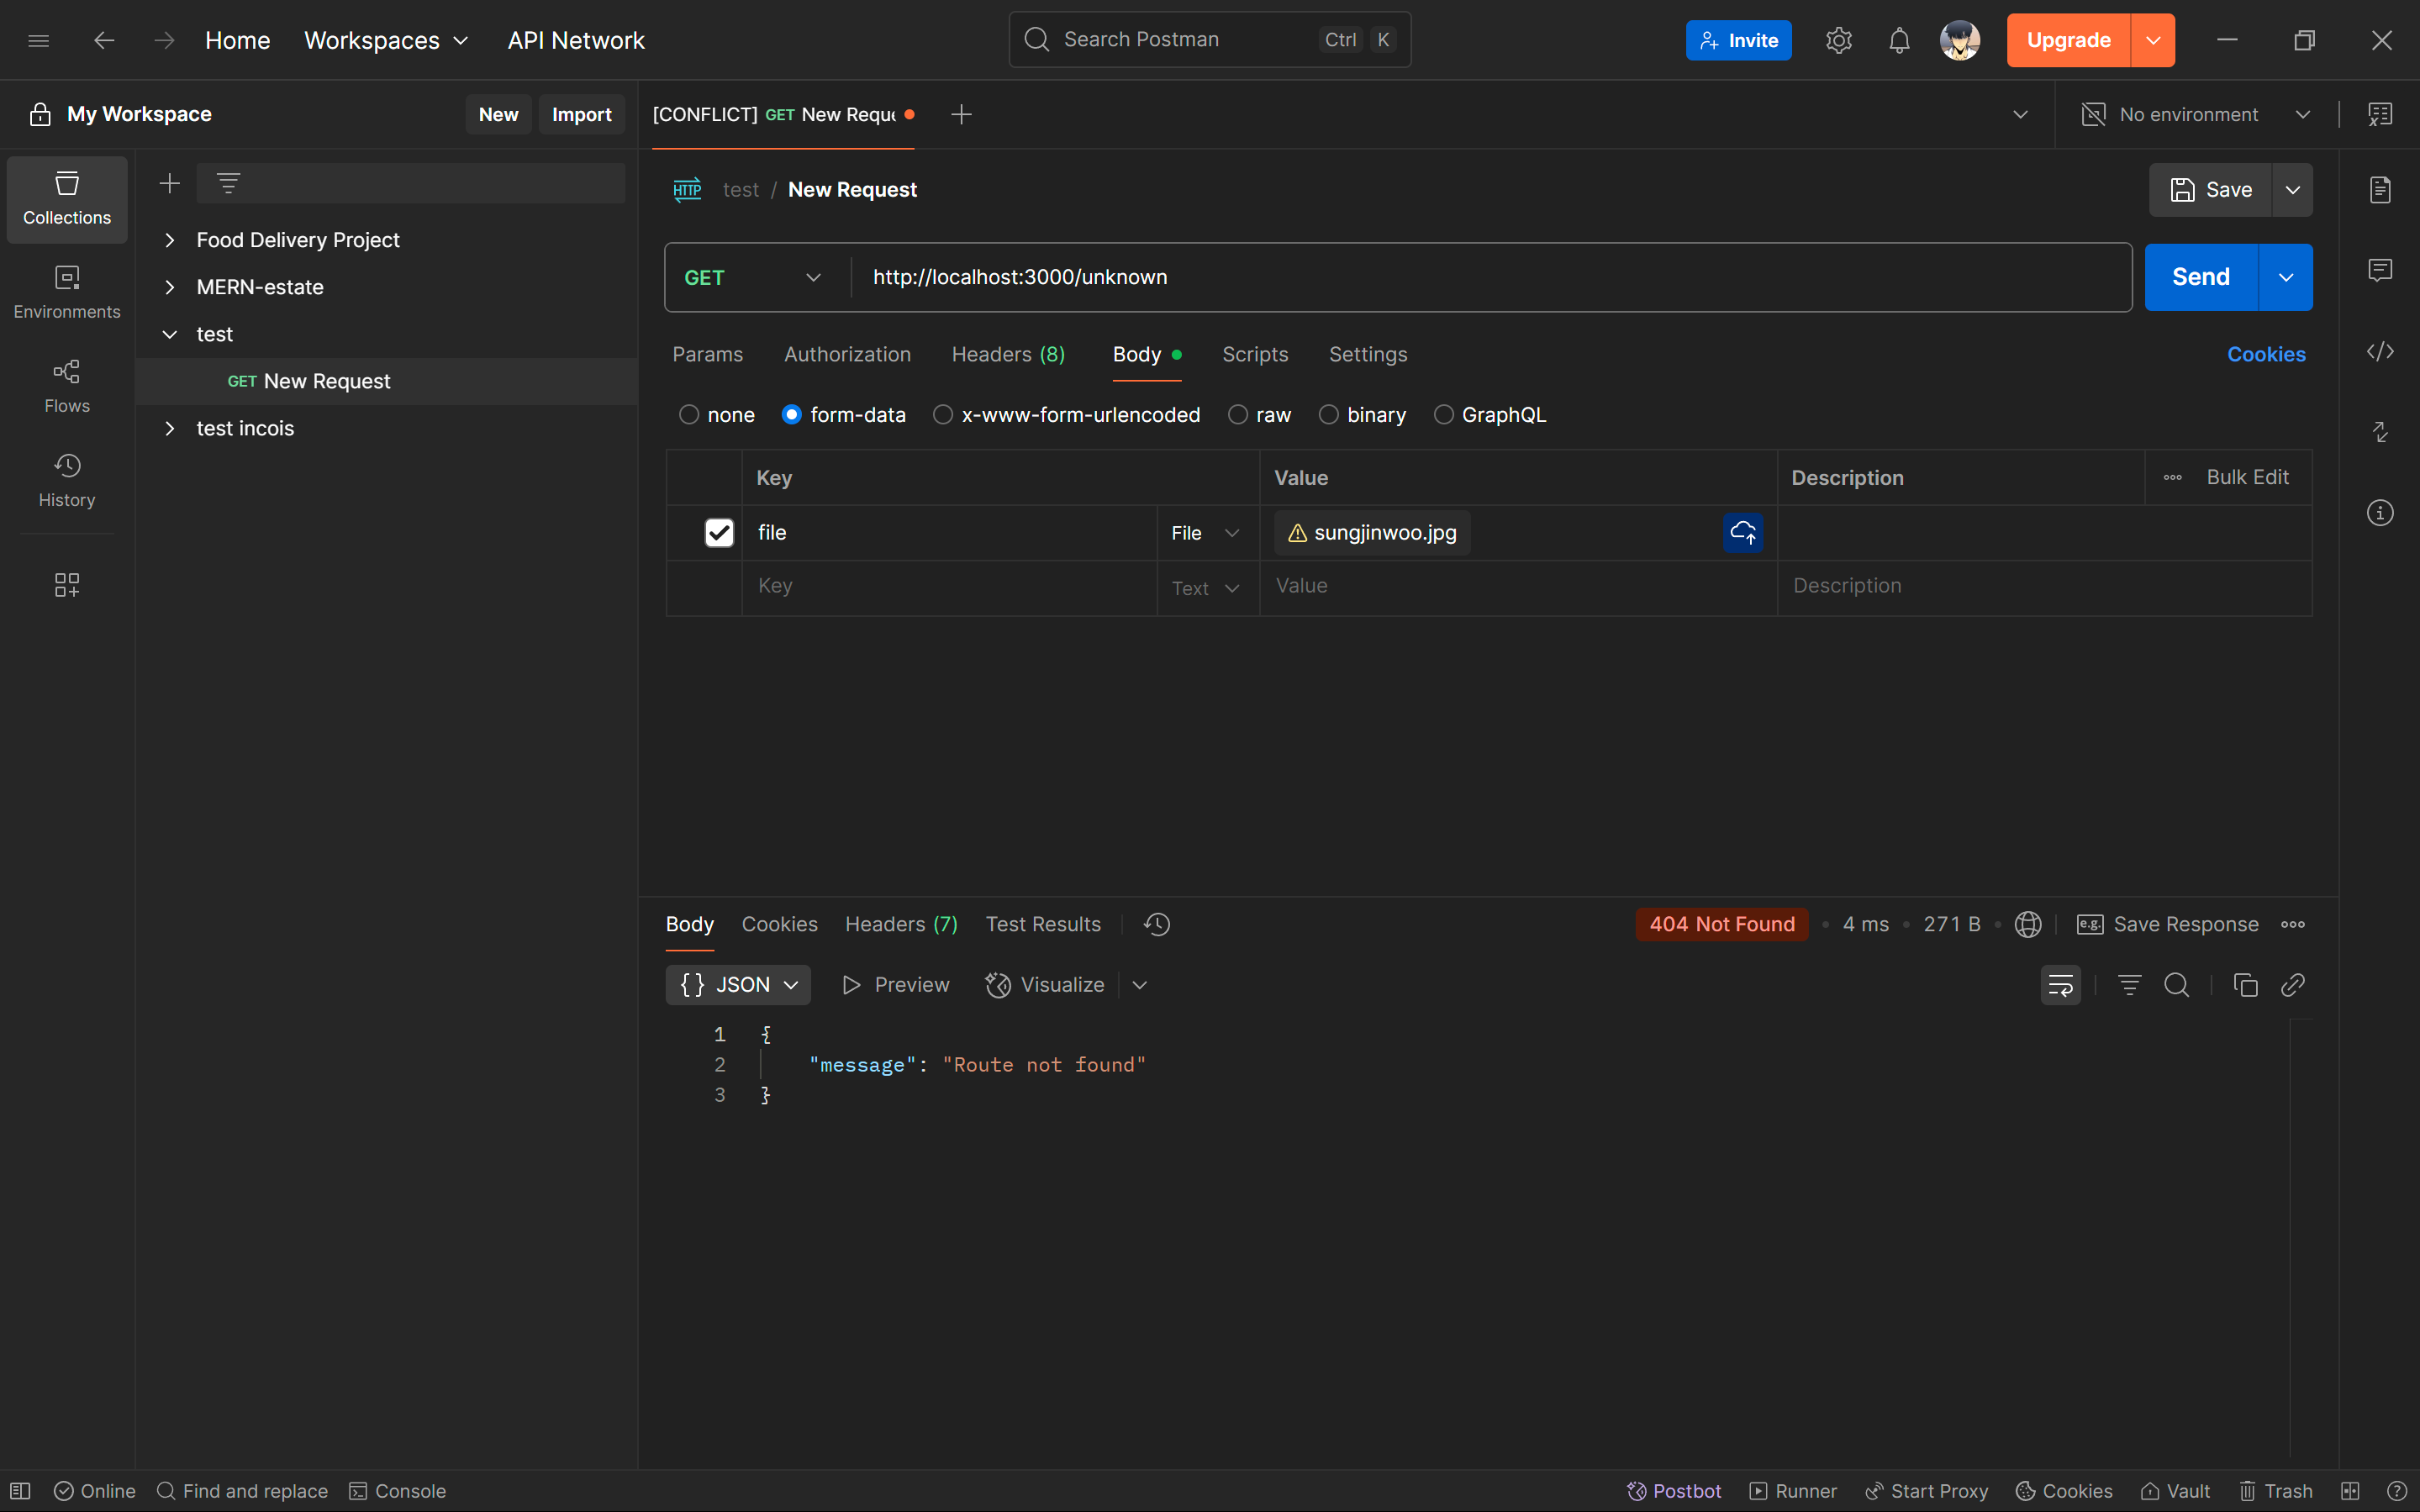 Home Workspaces API Network Search Postman Ctrl K Invite Upgrade
My Workspace New Import [CONFLICT] GET New Reque No environment
Collections
Environments
Flows
History
Food Delivery Project
MERN-estate
test
GET New Request
test incois
HTTP test / New Request Save
GET http://localhost:3000/unknown Send
Params Authorization Headers (8) Body Scripts Settings Cookies
none form-data x-www-form-urlencoded raw binary GraphQL
Key Value Description Bulk Edit
file File sungjinwoo.jpg
Key Text Value Description
Body Cookies Headers (7) Test Results 404 Not Found 4 ms 271 B e.g. Save Response
{} JSON Preview Visualize
1 {
2 "message": "Route not found"
3 }
Online Find and replace Console Postbot Runner Start Proxy Cookies Vault Trash